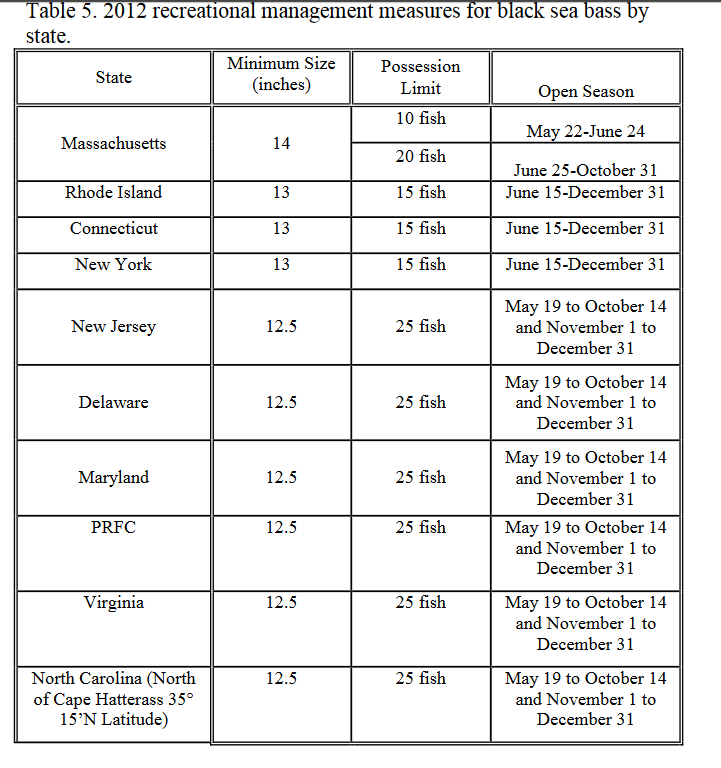 Table 5. 2012 recreational management measures for black sea bass by
state.
State
Minimum Size
(inches)
Possession
Limit
Open Season
Massachusetts
14
10 fish
May 22-June 24
20 fish
June 25-October 31
Rhode Island
13
15 fish
June 15-December 31
Connecticut
13
15 fish
June 15-December 31
New York
13
15 fish
June 15-December 31
New Jersey
12.5
25 fish
May 19 to October 14
and November 1 to
December 31
Delaware
12.5
25 fish
May 19 to October 14
and November 1 to
December 31
Maryland
12.5
25 fish
May 19 to October 14
and November 1 to
December 31
PRFC
12.5
25 fish
May 19 to October 14
and November 1 to
December 31
Virginia
12.5
25 fish
May 19 to October 14
and November 1 to
December 31
North Carolina (North
of Cape Hatterass 35°
15’N Latitude)
12.5
25 fish
May 19 to October 14
and November 1 to
December 31